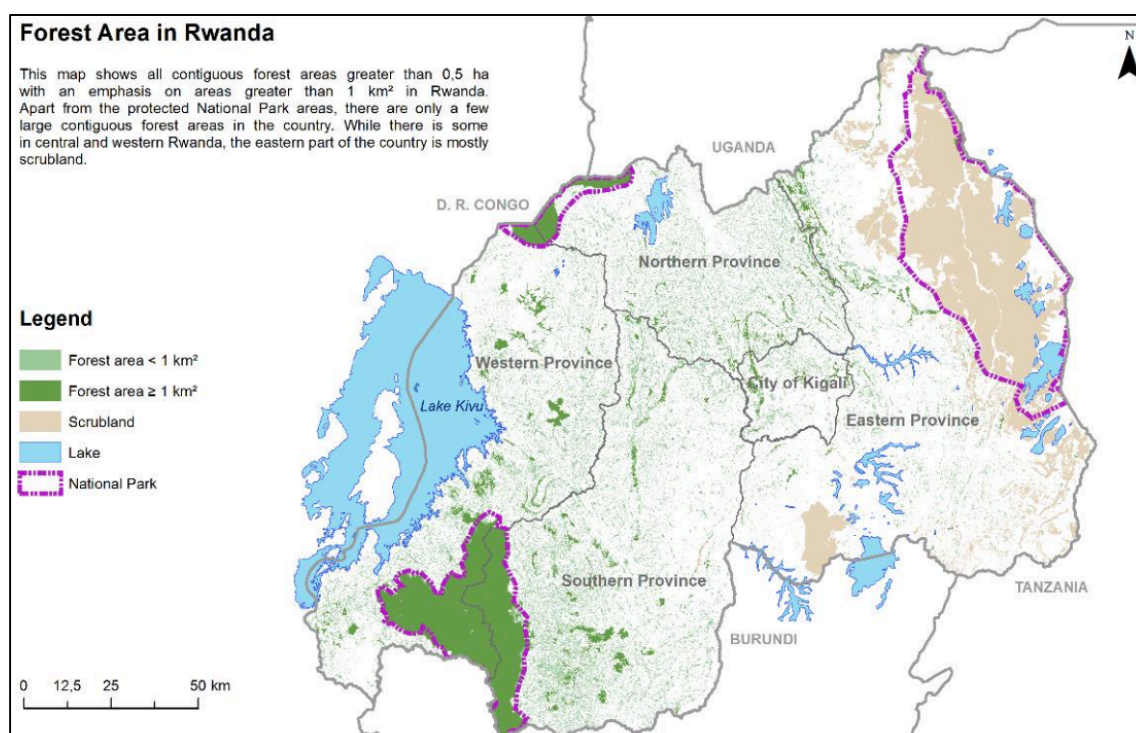 Forest Area in Rwanda
This map shows all contiguous forest areas greater than 0,5 ha
with an emphasis on areas greater than 1 km² in Rwanda.
Apart from the protected National Park areas, there are only a few
large contiguous forest areas in the country. While there is some
in central and western Rwanda, the eastern part of the country is mostly
scrubland.
N
UGANDA
D. R. CONGO
Northern Province
Legend
Forest area < 1 km²
Forest area ≥ 1 km²
Scrubland
Lake
National Park
Western Province
City of Kigali
Lake Kivu
Eastern Province
Southern Province
TANZANIA
BURUNDI
0 12,5 25 50 km